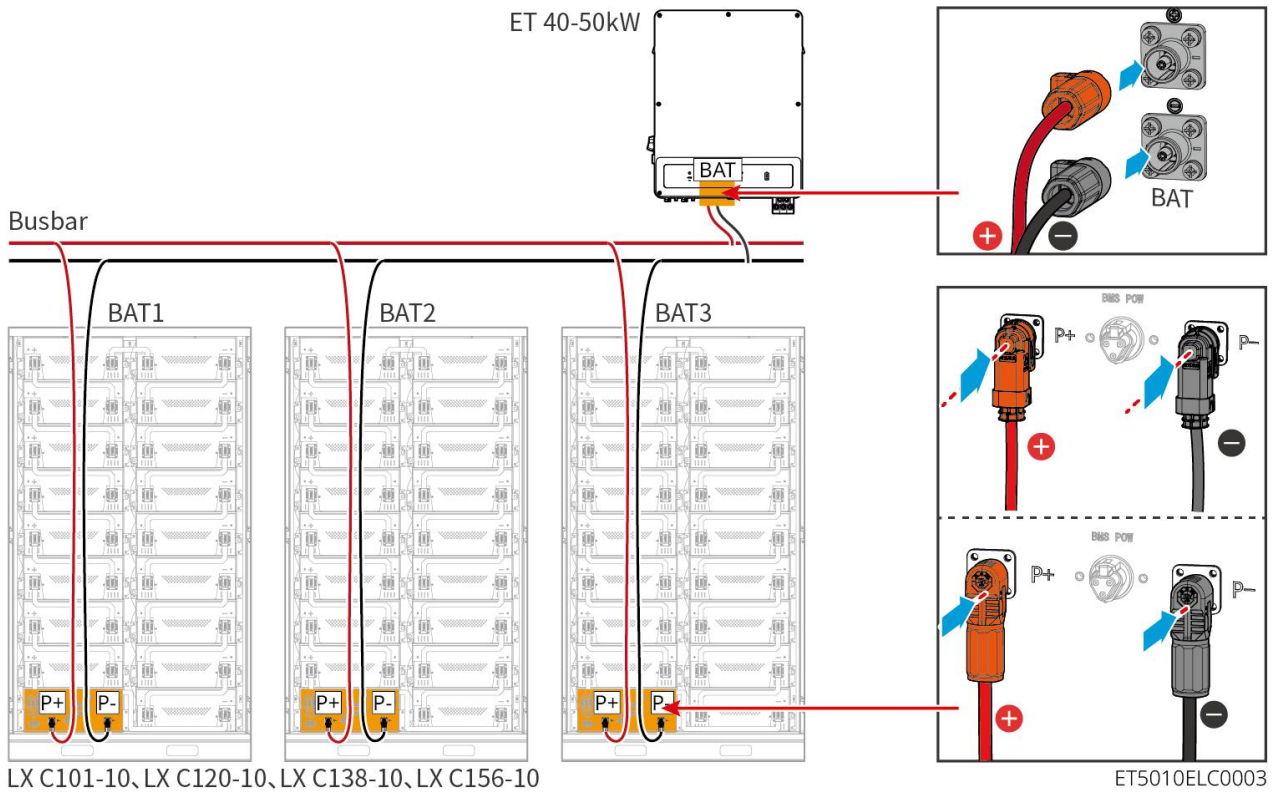 ET 40-50kW
BAT
BAT
+ −
Busbar
BAT1 BAT2 BAT3
BMS POW
P+ P−
+ −
BMS POW
P+ P−
+ −
P+ P- P+ P- P+ P-
LX C101-10、LX C120-10、LX C138-10、LX C156-10
ET5010ELC0003